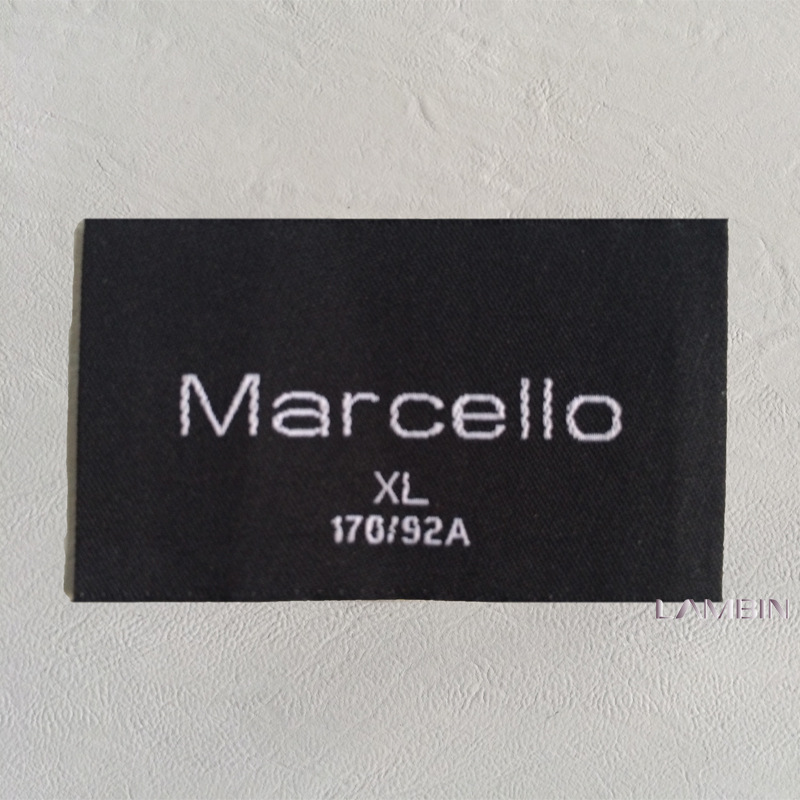 Marcello
XL
170/92A
LAMEIN